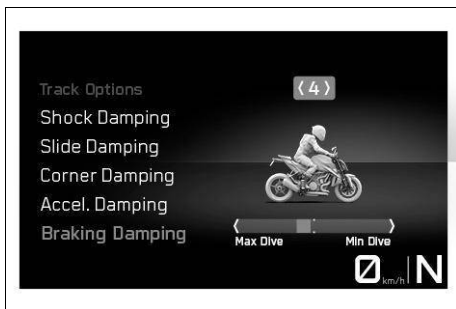 Track Options
⟨4⟩
Shock Damping
Slide Damping
Corner Damping
Accel. Damping
Braking Damping
Max Dive
Min Dive
0 km/h N